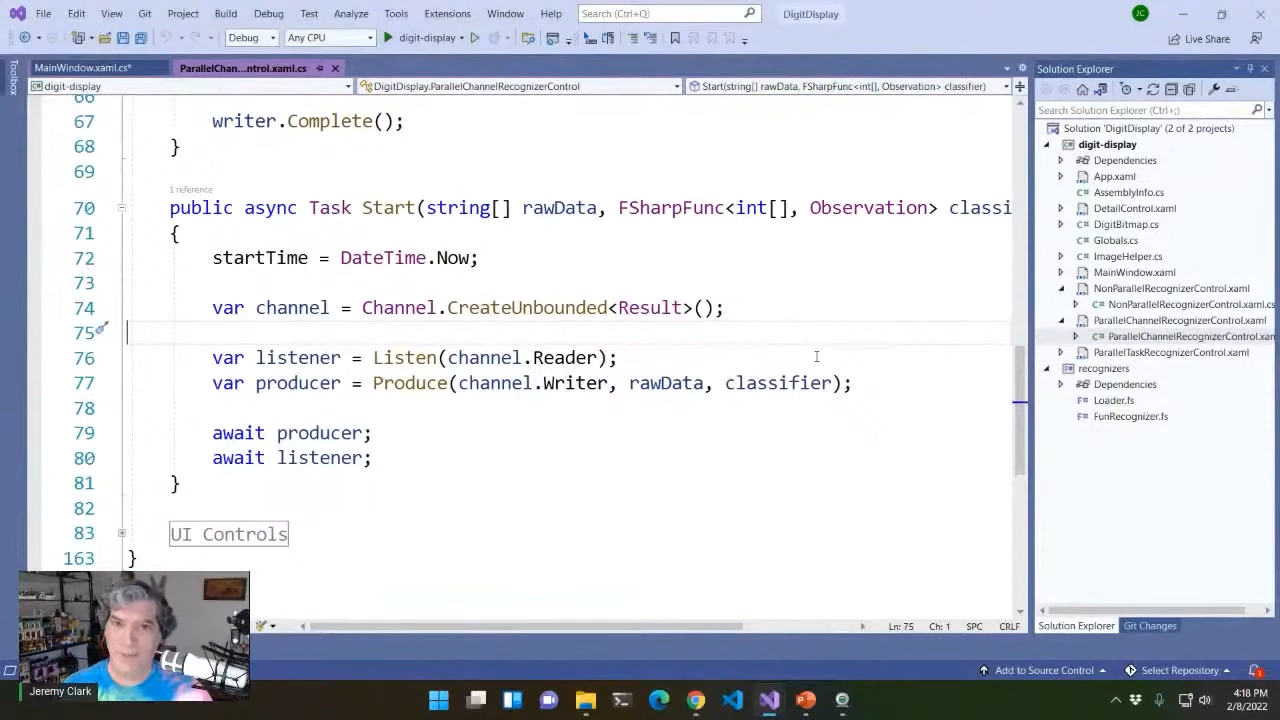 File Edit View Git Project Build Debug Test Analyze Tools Extensions Window Help Search (Ctrl+Q) DigitDisplay JC
Debug Any CPU digit-display Live Share
Toolbox
MainWindow.xaml.cs* ParallelChan...ntrol.xaml.cs
digit-display DigitDisplay.ParallelChannelRecognizerControl Start(string[] rawData, FSharpFunc<int[], Observation> classifier)
66
67 writer.Complete();
68 }
69
1 reference
70 public async Task Start(string[] rawData, FSharpFunc<int[], Observation> classi
71 {
72 startTime = DateTime.Now;
73
74 var channel = Channel.CreateUnbounded<Result>();
75
76 var listener = Listen(channel.Reader);
77 var producer = Produce(channel.Writer, rawData, classifier);
78
79 await producer;
80 await listener;
81 }
82
83 UI Controls
163 }
Ln: 75 Ch: 1 SPC CRLF
Solution Explorer
Search Solution Explorer (Ctrl+;)
Solution 'DigitDisplay' (2 of 2 projects)
digit-display
Dependencies
App.xaml
AssemblyInfo.cs
DetailControl.xaml
DigitBitmap.cs
Globals.cs
ImageHelper.cs
MainWindow.xaml
NonParallelRecognizerControl.xaml
NonParallelRecognizerControl.xaml.cs
ParallelChannelRecognizerControl.xaml
ParallelChannelRecognizerControl.xan
ParallelTaskRecognizerControl.xaml
recognizers
Dependencies
Loader.fs
FunRecognizer.fs
Solution Explorer Git Changes
Add to Source Control Select Repository 1
Jeremy Clark
4:18 PM
2/8/2022